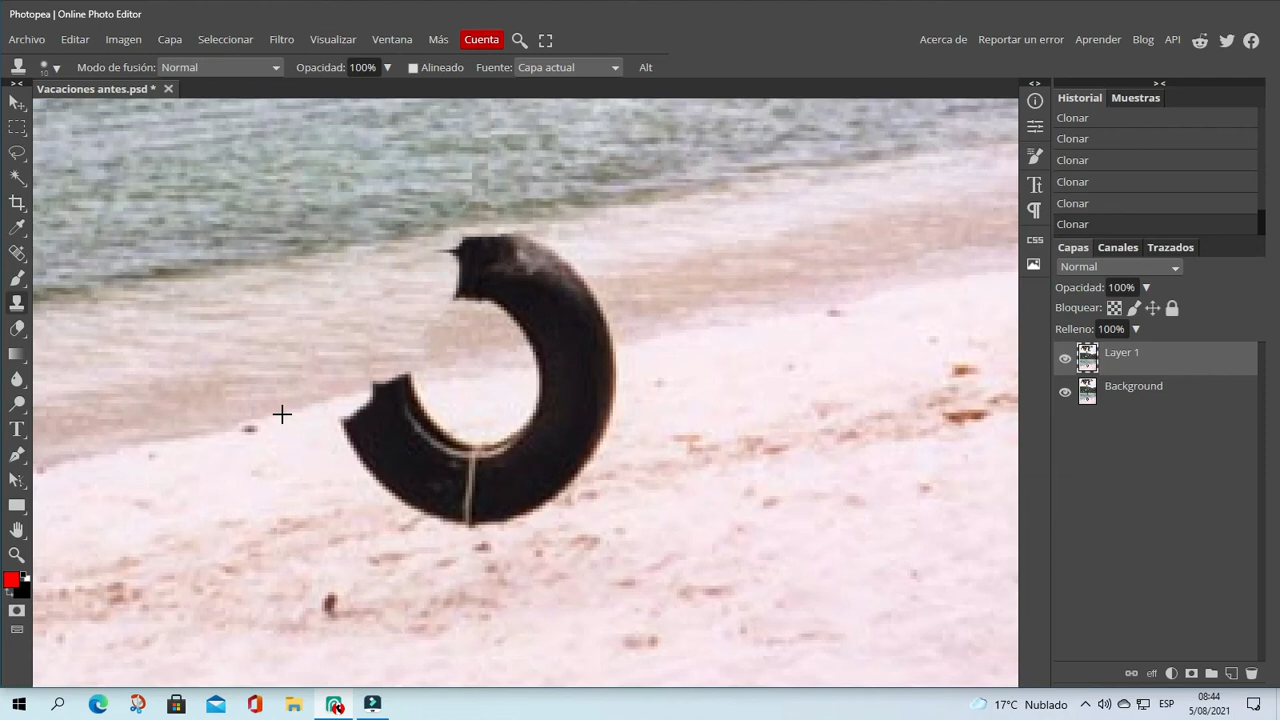 Photopea | Online Photo Editor
Archivo Editar Imagen Capa Seleccionar Filtro Visualizar Ventana Más Cuenta Acerca de Reportar un error Aprender Blog API
10 Modo de fusión: Normal Opacidad: 100% Alineado Fuente: Capa actual Alt
Vacaciones antes.psd *
Historial Muestras
Clonar
Clonar
Clonar
Clonar
Clonar
Clonar
CSS
Capas Canales Trazados
Normal
Opacidad: 100%
Bloquear:
Relleno: 100%
Layer 1
Background
eff
17°C Nublado ESP
08:44
5/08/2021